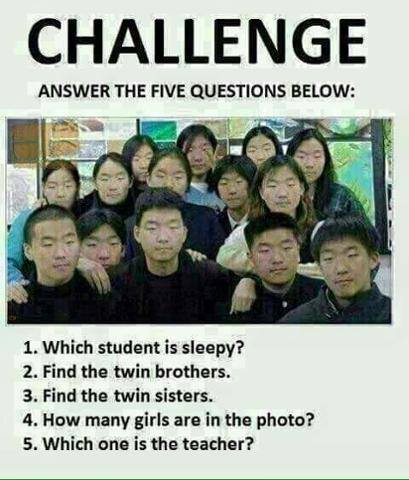 CHALLENGE
ANSWER THE FIVE QUESTIONS BELOW:
1. Which student is sleepy?
2. Find the twin brothers.
3. Find the twin sisters.
4. How many girls are in the photo?
5. Which one is the teacher?